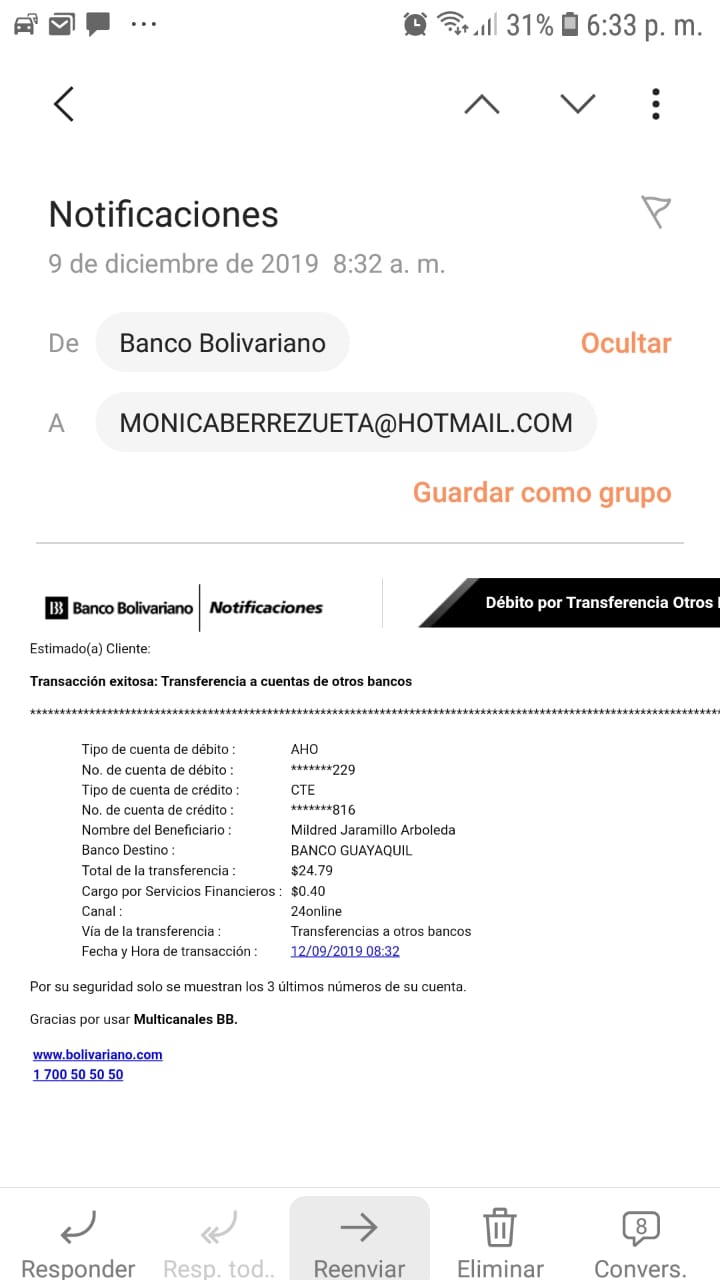 31% 6:33 p. m.
Notificaciones
9 de diciembre de 2019 8:32 a. m.
De Banco Bolivariano Ocultar
A MONICABERREZUETA@HOTMAIL.COM
Guardar como grupo
BB Banco Bolivariano Notificaciones Débito por Transferencia Otros
Estimado(a) Cliente:
Transacción exitosa: Transferencia a cuentas de otros bancos
************************************************************************************************************************
Tipo de cuenta de débito : AHO
No. de cuenta de débito : *******229
Tipo de cuenta de crédito : CTE
No. de cuenta de crédito : *******816
Nombre del Beneficiario : Mildred Jaramillo Arboleda
Banco Destino : BANCO GUAYAQUIL
Total de la transferencia : $24.79
Cargo por Servicios Financieros : $0.40
Canal : 24online
Vía de la transferencia : Transferencias a otros bancos
Fecha y Hora de transacción : 12/09/2019 08:32
Por su seguridad solo se muestran los 3 últimos números de su cuenta.
Gracias por usar Multicanales BB.
www.bolivariano.com
1 700 50 50 50
8
Responder Resp. tod.. Reenviar Eliminar Convers.